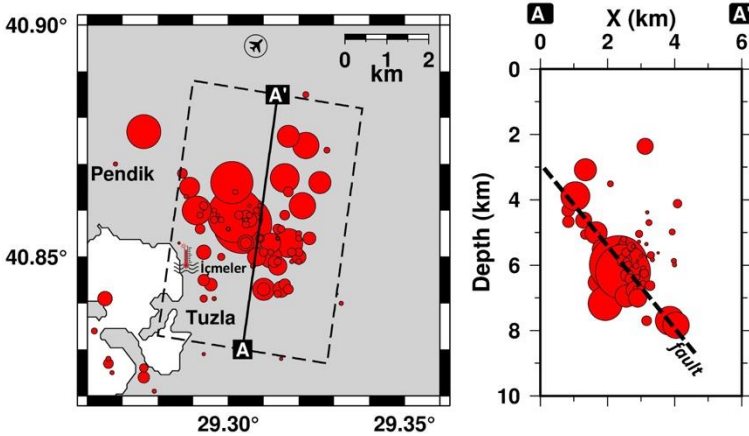 40.90°
40.85°
29.30°
29.35°
0 1 2
km
A'
Pendik
İçmeler
Tuzla
A
A
X (km)
A'
0 2 4 6
Depth (km)
0
2
4
6
8
10
fault